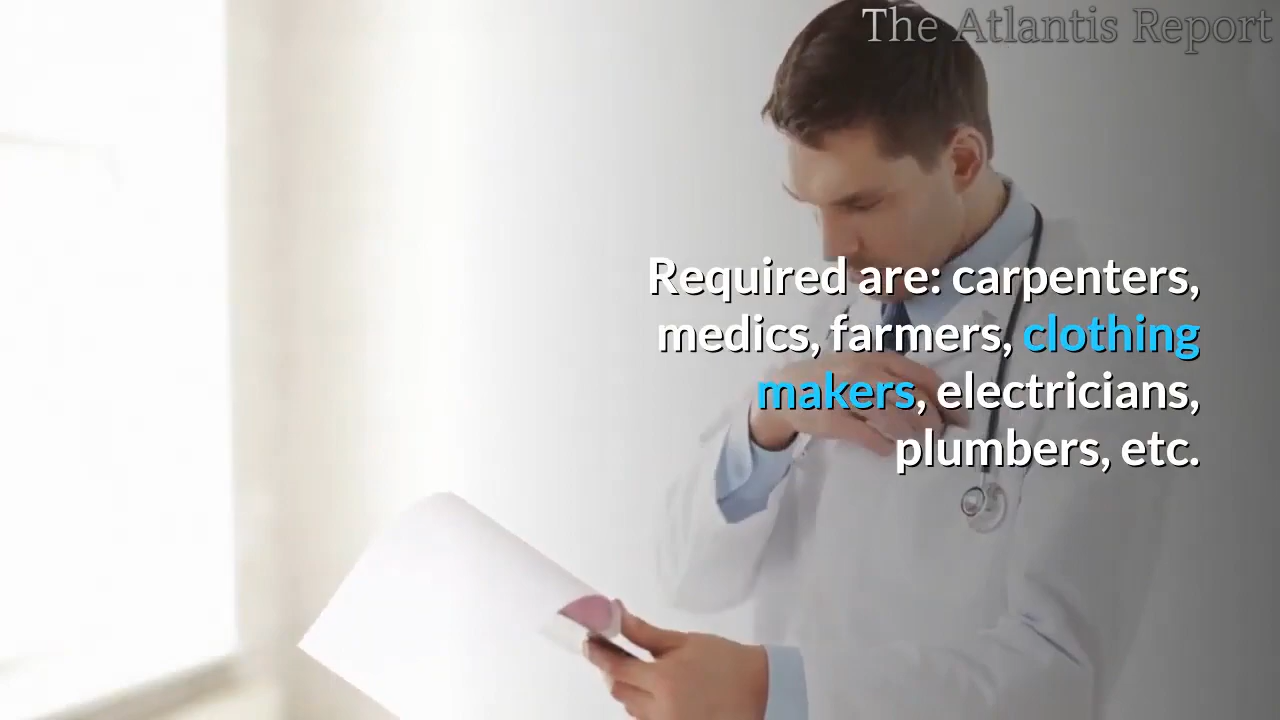 The Atlantis Report
Required are: carpenters,
medics, farmers, clothing
makers, electricians,
plumbers, etc.